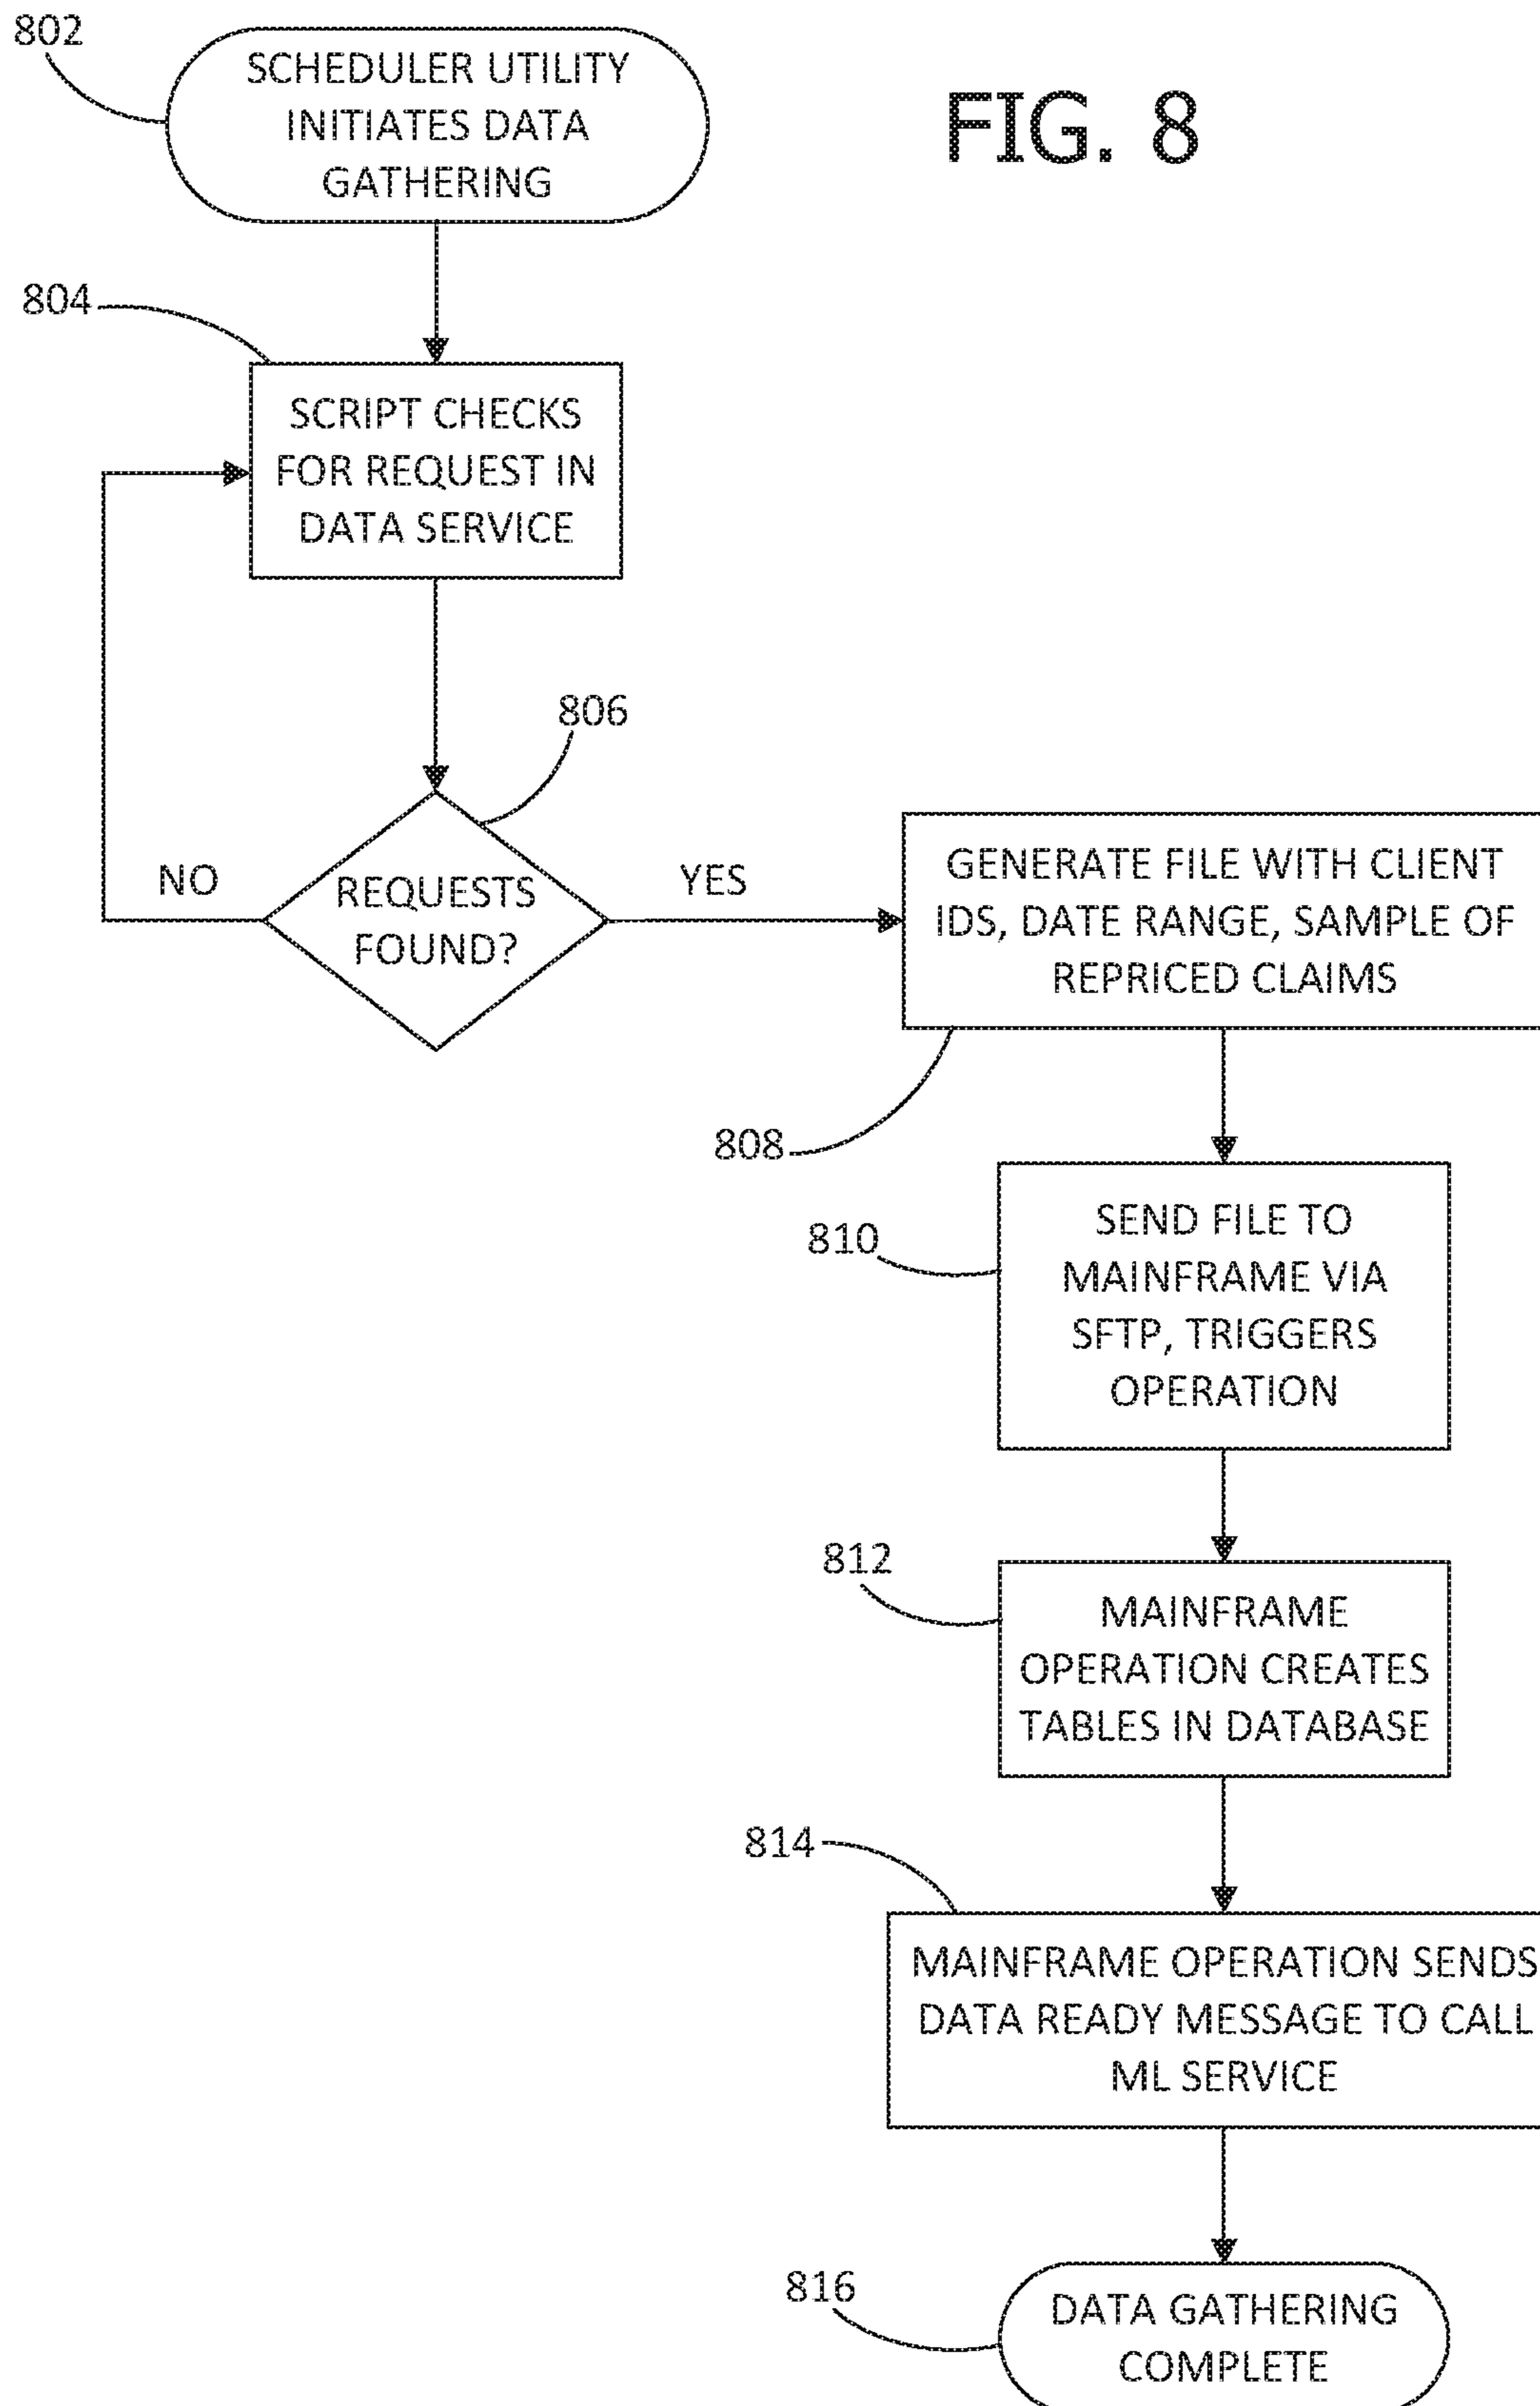 802
SCHEDULER UTILITY
INITIATES DATA
GATHERING
FIG. 8
804
SCRIPT CHECKS
FOR REQUEST IN
DATA SERVICE
806
NO
REQUESTS
FOUND?
YES
GENERATE FILE WITH CLIENT
IDS, DATE RANGE, SAMPLE OF
REPRICED CLAIMS
808
810
SEND FILE TO
MAINFRAME VIA
SFTP, TRIGGERS
OPERATION
812
MAINFRAME
OPERATION CREATES
TABLES IN DATABASE
814
MAINFRAME OPERATION SENDS
DATA READY MESSAGE TO CALL
ML SERVICE
816
DATA GATHERING
COMPLETE